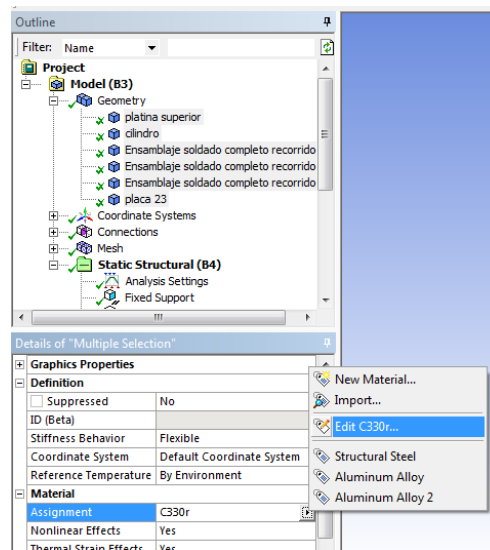 Outline
Filter: Name
Project
Model (B3)
Geometry
platina superior
cilindro
Ensamblaje soldado completo recorrido
Ensamblaje soldado completo recorrido
Ensamblaje soldado completo recorrido
placa 23
Coordinate Systems
Connections
Mesh
Static Structural (B4)
Analysis Settings
Fixed Support
Details of "Multiple Selection"
Graphics Properties
Definition
Suppressed No
ID (Beta)
Stiffness Behavior Flexible
Coordinate System Default Coordinate System
Reference Temperature By Environment
Material
Assignment C330r
Nonlinear Effects Yes
Thermal Strain Effects Yes
New Material...
Import...
Edit C330r...
Structural Steel
Aluminum Alloy
Aluminum Alloy 2